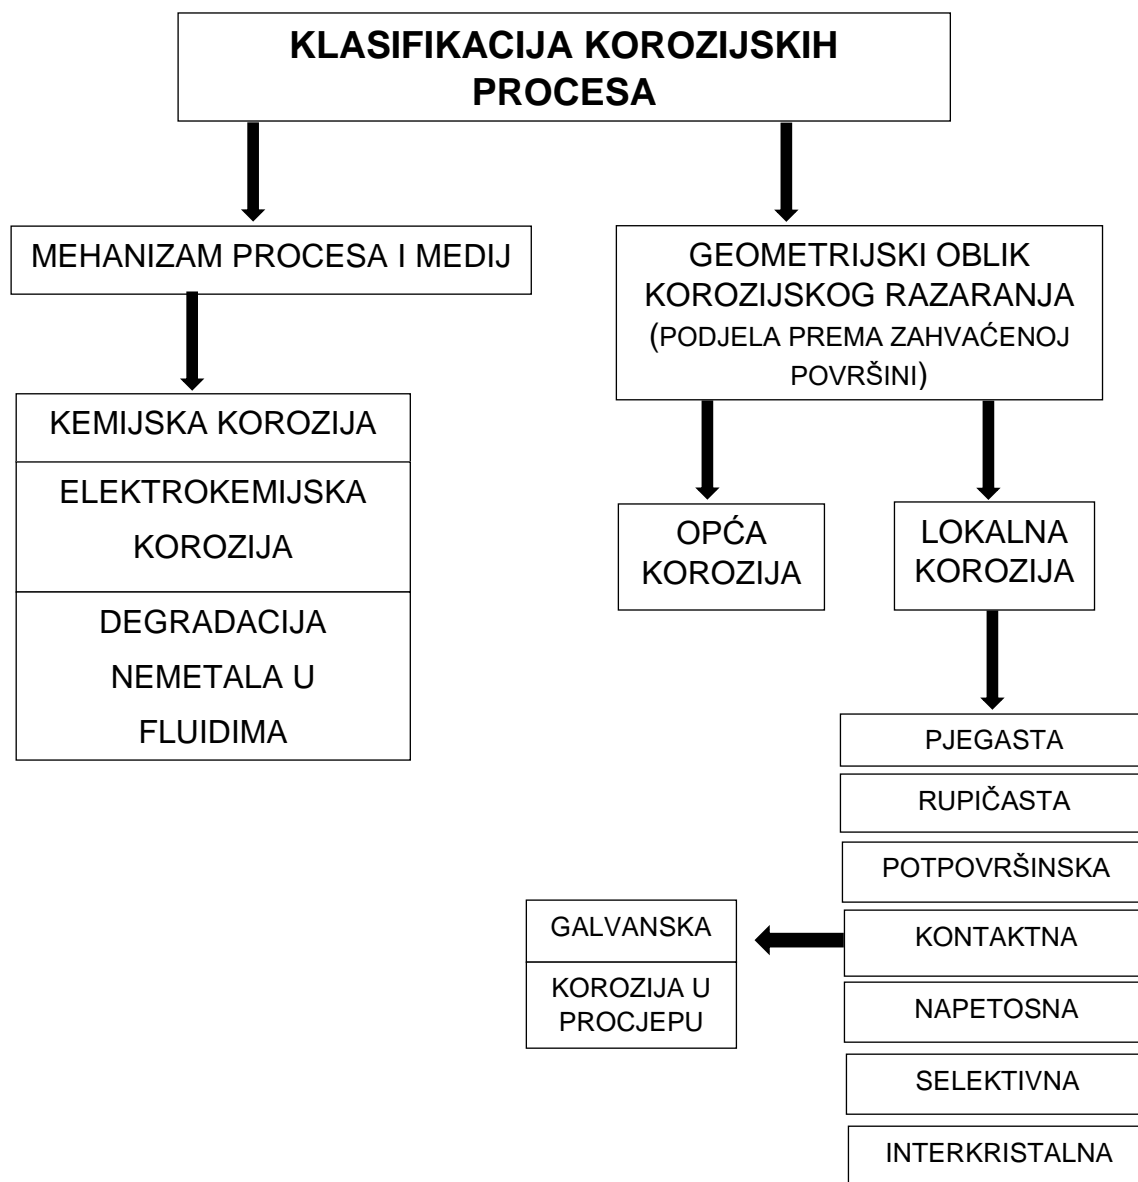 KLASIFIKACIJA KOROZIJSKIH
PROCESA
MEHANIZAM PROCESA I MEDIJ
GEOMETRIJSKI OBLIK
KOROZIJSKOG RAZARANJA
(PODJELA PREMA ZAHVAĆENOJ
POVRŠINI)
KEMIJSKA KOROZIJA
ELEKTROKEMIJSKA
KOROZIJA
DEGRADACIJA
NEMETALA U
FLUIDIMA
OPĆA
KOROZIJA
LOKALNA
KOROZIJA
PJEGASTA
RUPIČASTA
POTPOVRŠINSKA
KONTAKTNA
NAPETOSNA
SELEKTIVNA
INTERKRISTALNA
GALVANSKA
KOROZIJA U
PROCJEPU